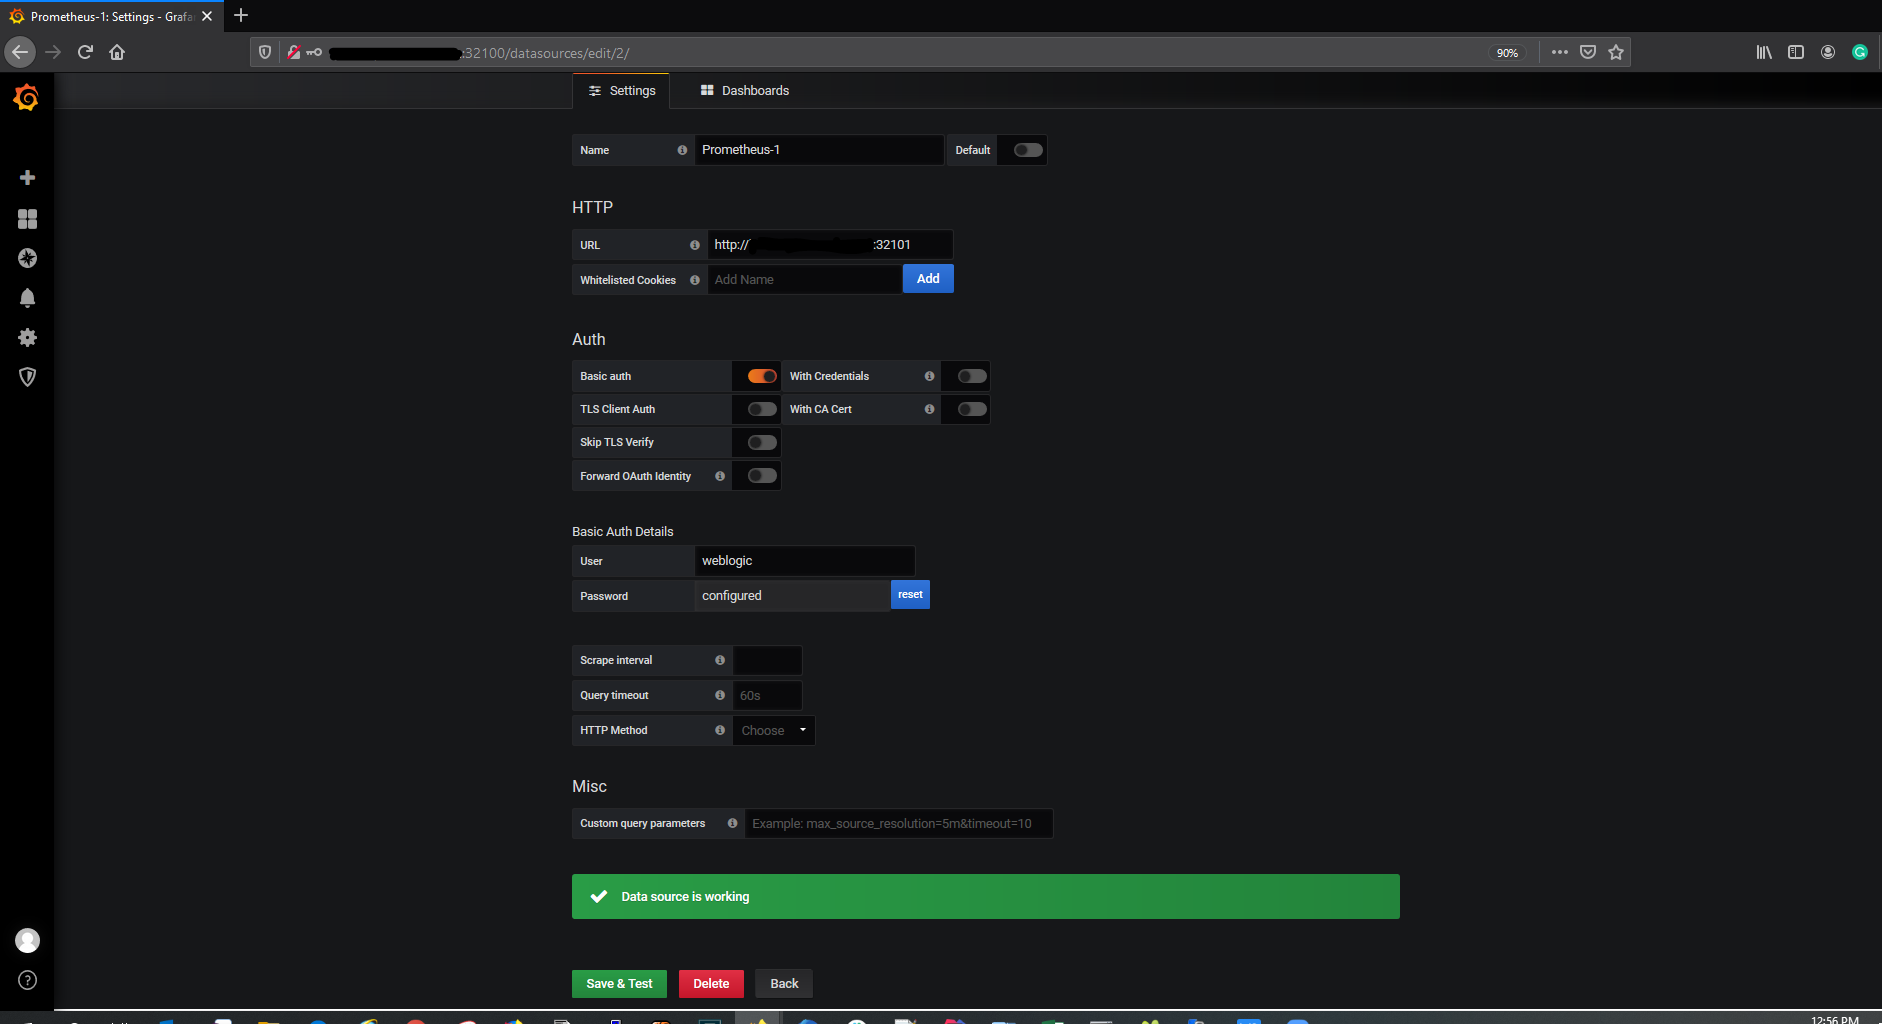 Prometheus-1: Settings - Grafa
:32100/datasources/edit/2/
90%
Settings
Dashboards
Name
Prometheus-1
Default
HTTP
URL
http://
:32101
Whitelisted Cookies
Add Name
Add
Auth
Basic auth
With Credentials
TLS Client Auth
With CA Cert
Skip TLS Verify
Forward OAuth Identity
Basic Auth Details
User
weblogic
Password
configured
reset
Scrape interval
Query timeout
60s
HTTP Method
Choose
Misc
Custom query parameters
Example: max_source_resolution=5m&timeout=10
Data source is working
Save & Test
Delete
Back
12:56 PM